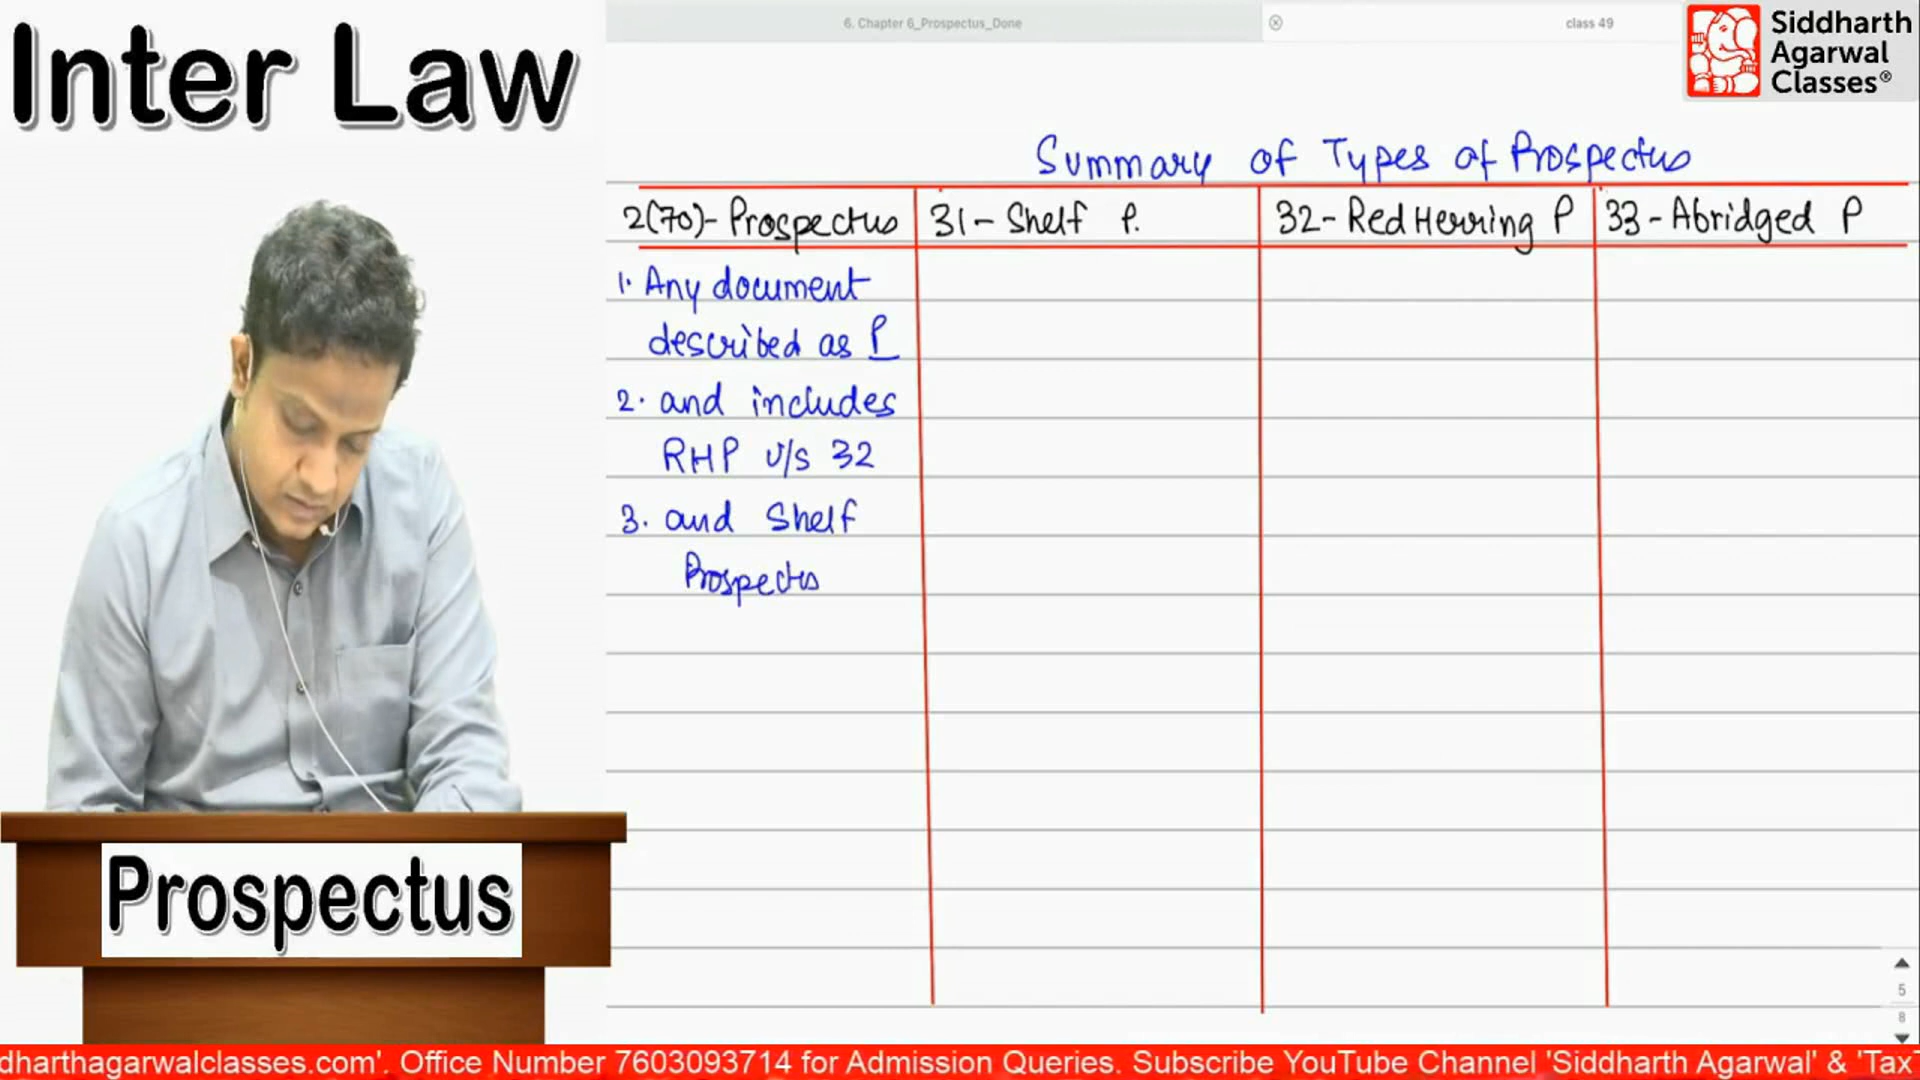 Inter Law
6. Chapter 6_Prospectus_Done
class 49
Siddharth
Agarwal
Classes®
Summary of Types of Prospectus
2(70)- Prospectus
31- Shelf P.
32- Red Herring P
33- Abridged P
1. Any document
described as P
2. and includes
RHP U/S 32
3. and Shelf
Prospectus
Prospectus
5
8
dharthagarwalclasses.com'. Office Number 7603093714 for Admission Queries. Subscribe YouTube Channel 'Siddharth Agarwal' & 'Tax